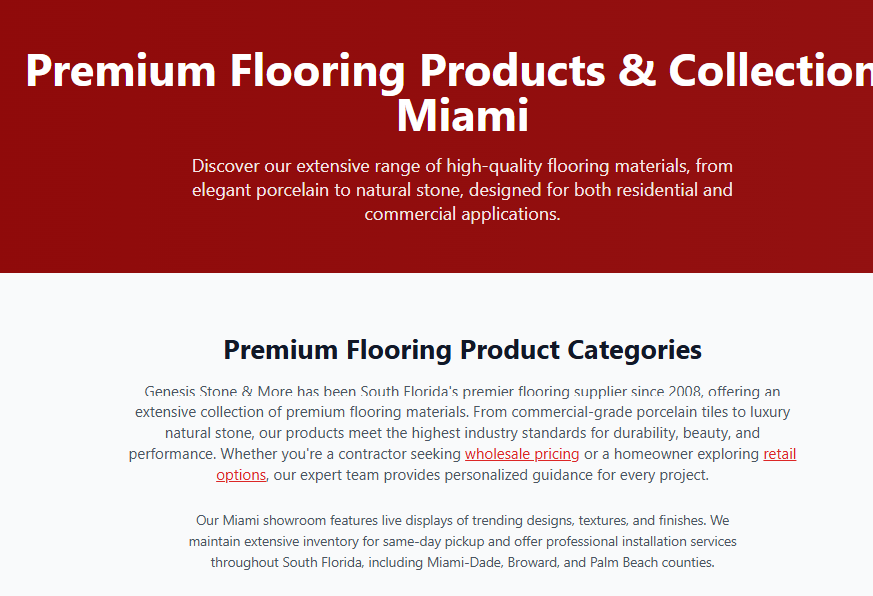 Premium Flooring Products & Collection
Miami
Discover our extensive range of high-quality flooring materials, from
elegant porcelain to natural stone, designed for both residential and
commercial applications.
Premium Flooring Product Categories
Genesis Stone & More has been South Florida's premier flooring supplier since 2008, offering an
extensive collection of premium flooring materials. From commercial-grade porcelain tiles to luxury
natural stone, our products meet the highest industry standards for durability, beauty, and
performance. Whether you're a contractor seeking wholesale pricing or a homeowner exploring retail
options, our expert team provides personalized guidance for every project.
Our Miami showroom features live displays of trending designs, textures, and finishes. We
maintain extensive inventory for same-day pickup and offer professional installation services
throughout South Florida, including Miami-Dade, Broward, and Palm Beach counties.